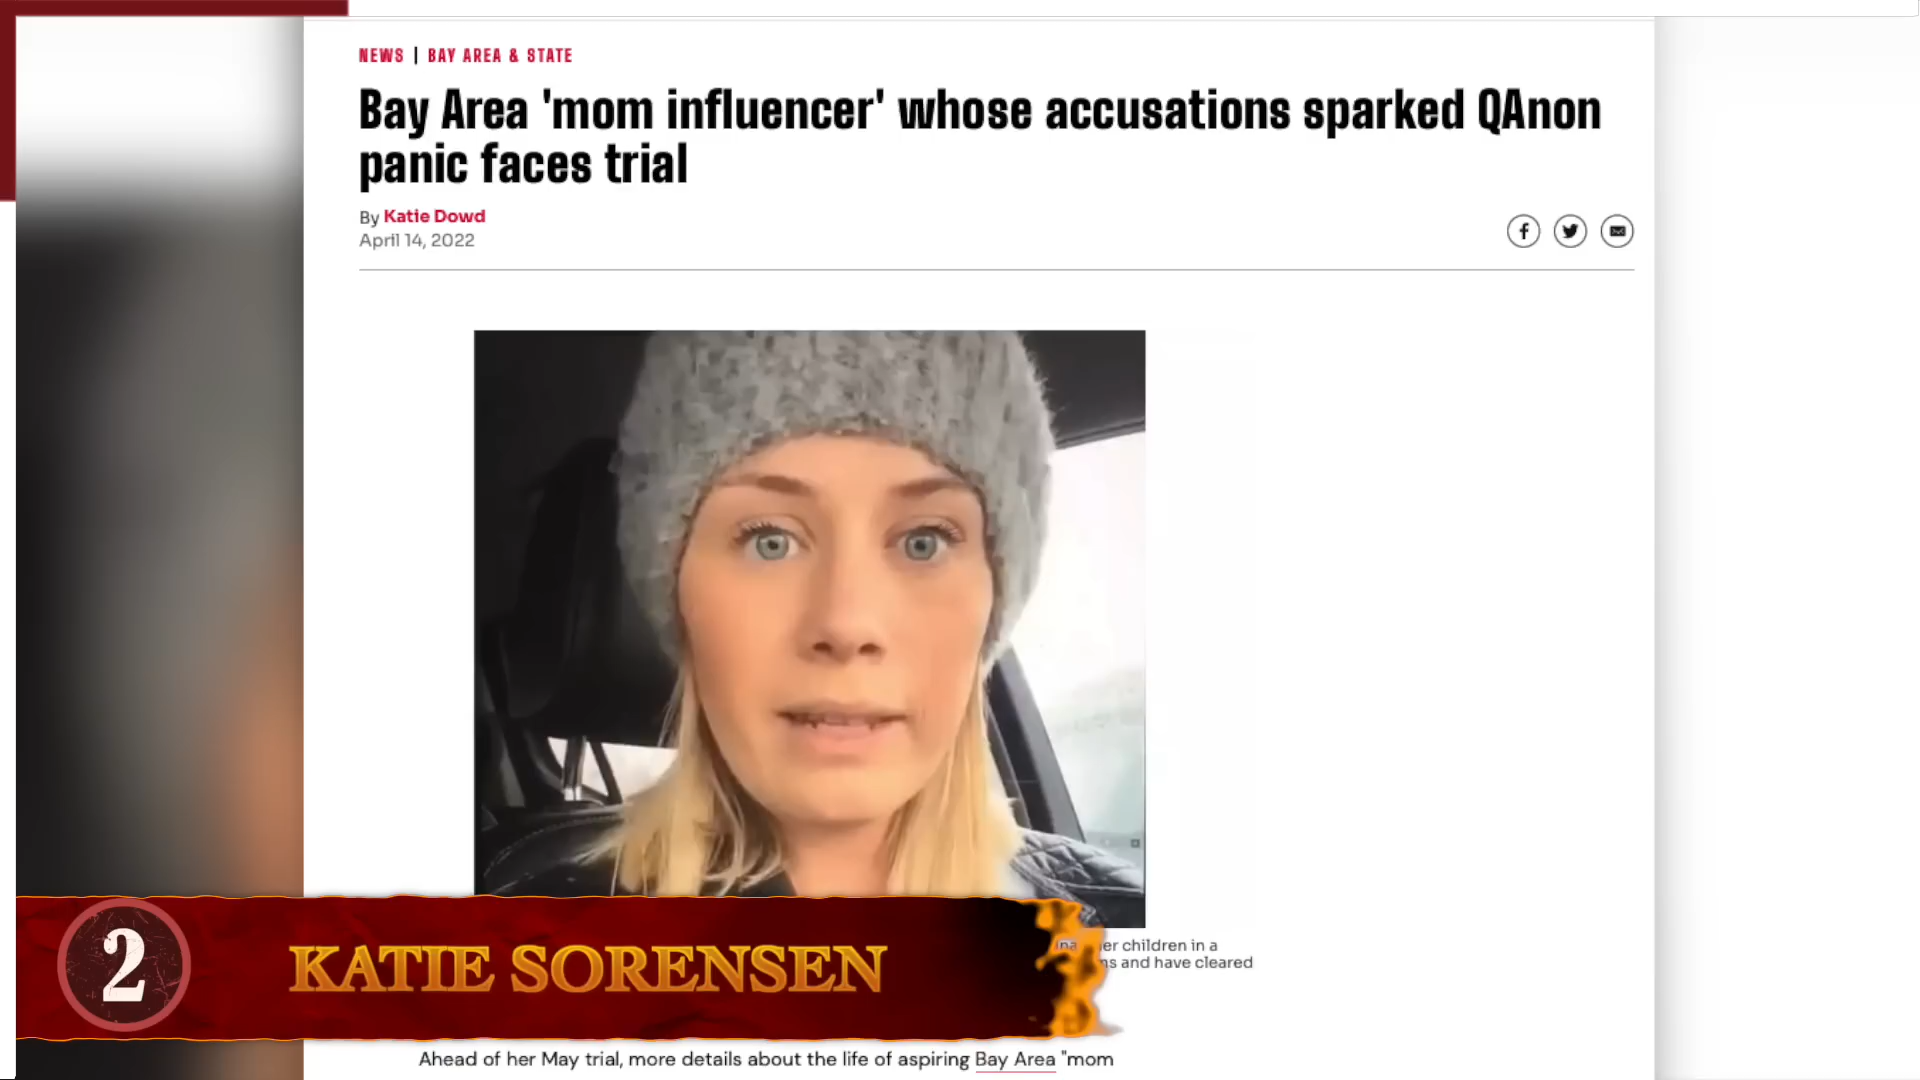 NEWS | BAY AREA & STATE
Bay Area 'mom influencer' whose accusations sparked QAnon
panic faces trial
By Katie Dowd
April 14, 2022
er children in a
and have cleared
2
KATIE SORENSEN
Ahead of her May trial, more details about the life of aspiring Bay Area "mom